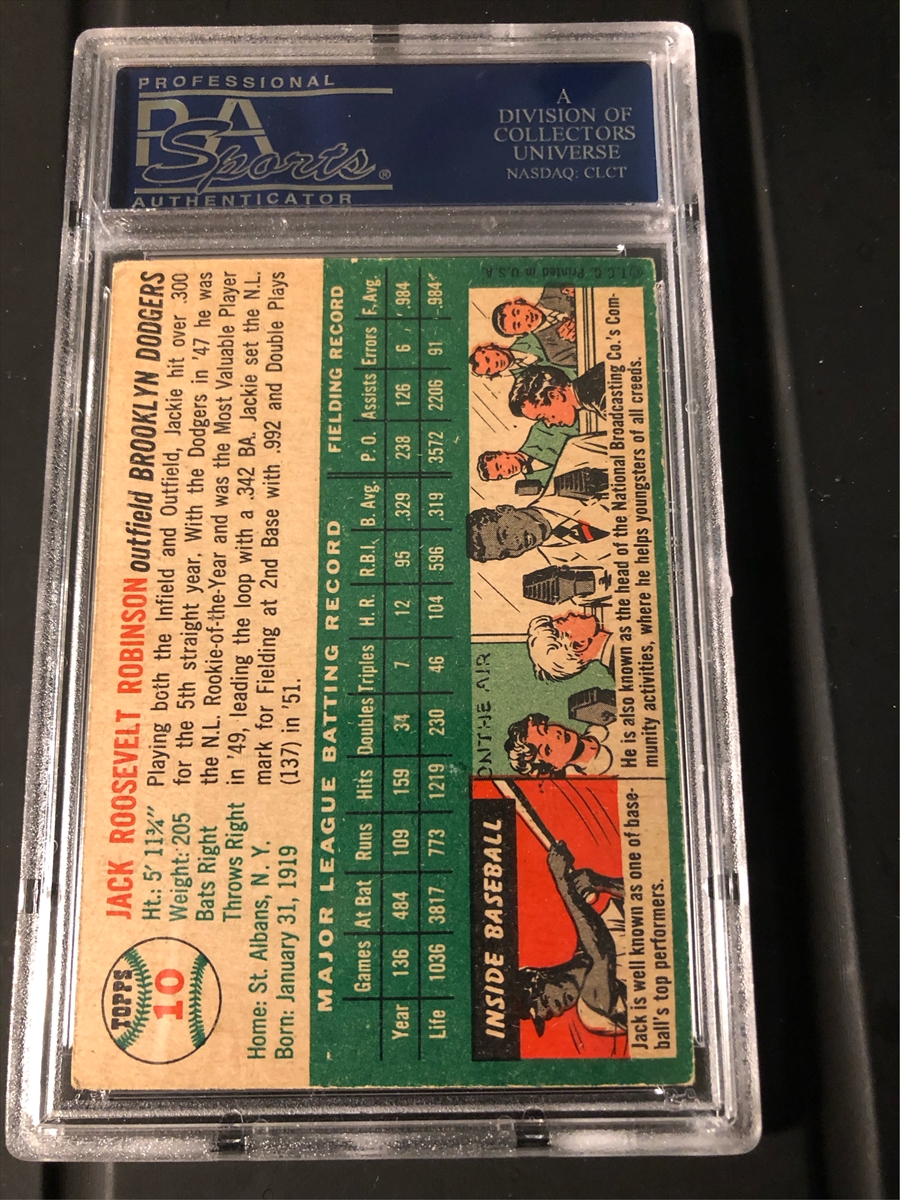 PROFESSIONAL
PSA
Sports®
AUTHENTICATOR
A
DIVISION OF
COLLECTORS
UNIVERSE
NASDAQ: CLCT
TOPPS
10
JACK ROOSEVELT ROBINSON outfield BROOKLYN DODGERS
Ht.: 5' 11¾"
Weight: 205
Bats Right
Throws Right
Home: St. Albans, N. Y.
Born: January 31, 1919
Playing both the Infield and Outfield, Jackie hit over .300
for the 5th straight year. With the Dodgers in '47 he was
the N.L. Rookie-of-the-Year and was the Most Valuable Player
in '49, leading the loop with a .342 BA. Jackie set the N.L.
mark for Fielding at 2nd Base with .992 and Double Plays
(137) in '51.
MAJOR LEAGUE BATTING RECORD FIELDING RECORD
Games At Bat Runs Hits Doubles Triples H. R. R.B.I. B. Avg. P. O. Assists Errors F. Avg.
Year 136 484 109 159 34 7 12 95 .329 238 126 6 .984
Life 1036 3817 773 1219 230 46 104 596 .319 3572 2206 91 .984
INSIDE BASEBALL
ON THE AIR
Jack is well known as one of base-
ball's top performers.
He is also known as the head of the National Broadcasting Co.'s Com-
munity activities, where he helps youngsters of all creeds.
©T.C.G. Printed in U.S.A.